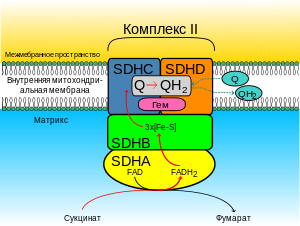 Комплекс II
Межмембранное пространство
SDHC SDHD
Внутренняя митохондри-
альная мембрана
Q → QH2
Q
QH2
Гем
Матрикс
3x[Fe-S]
SDHB
SDHA
FAD FADH2
Сукцинат Фумарат